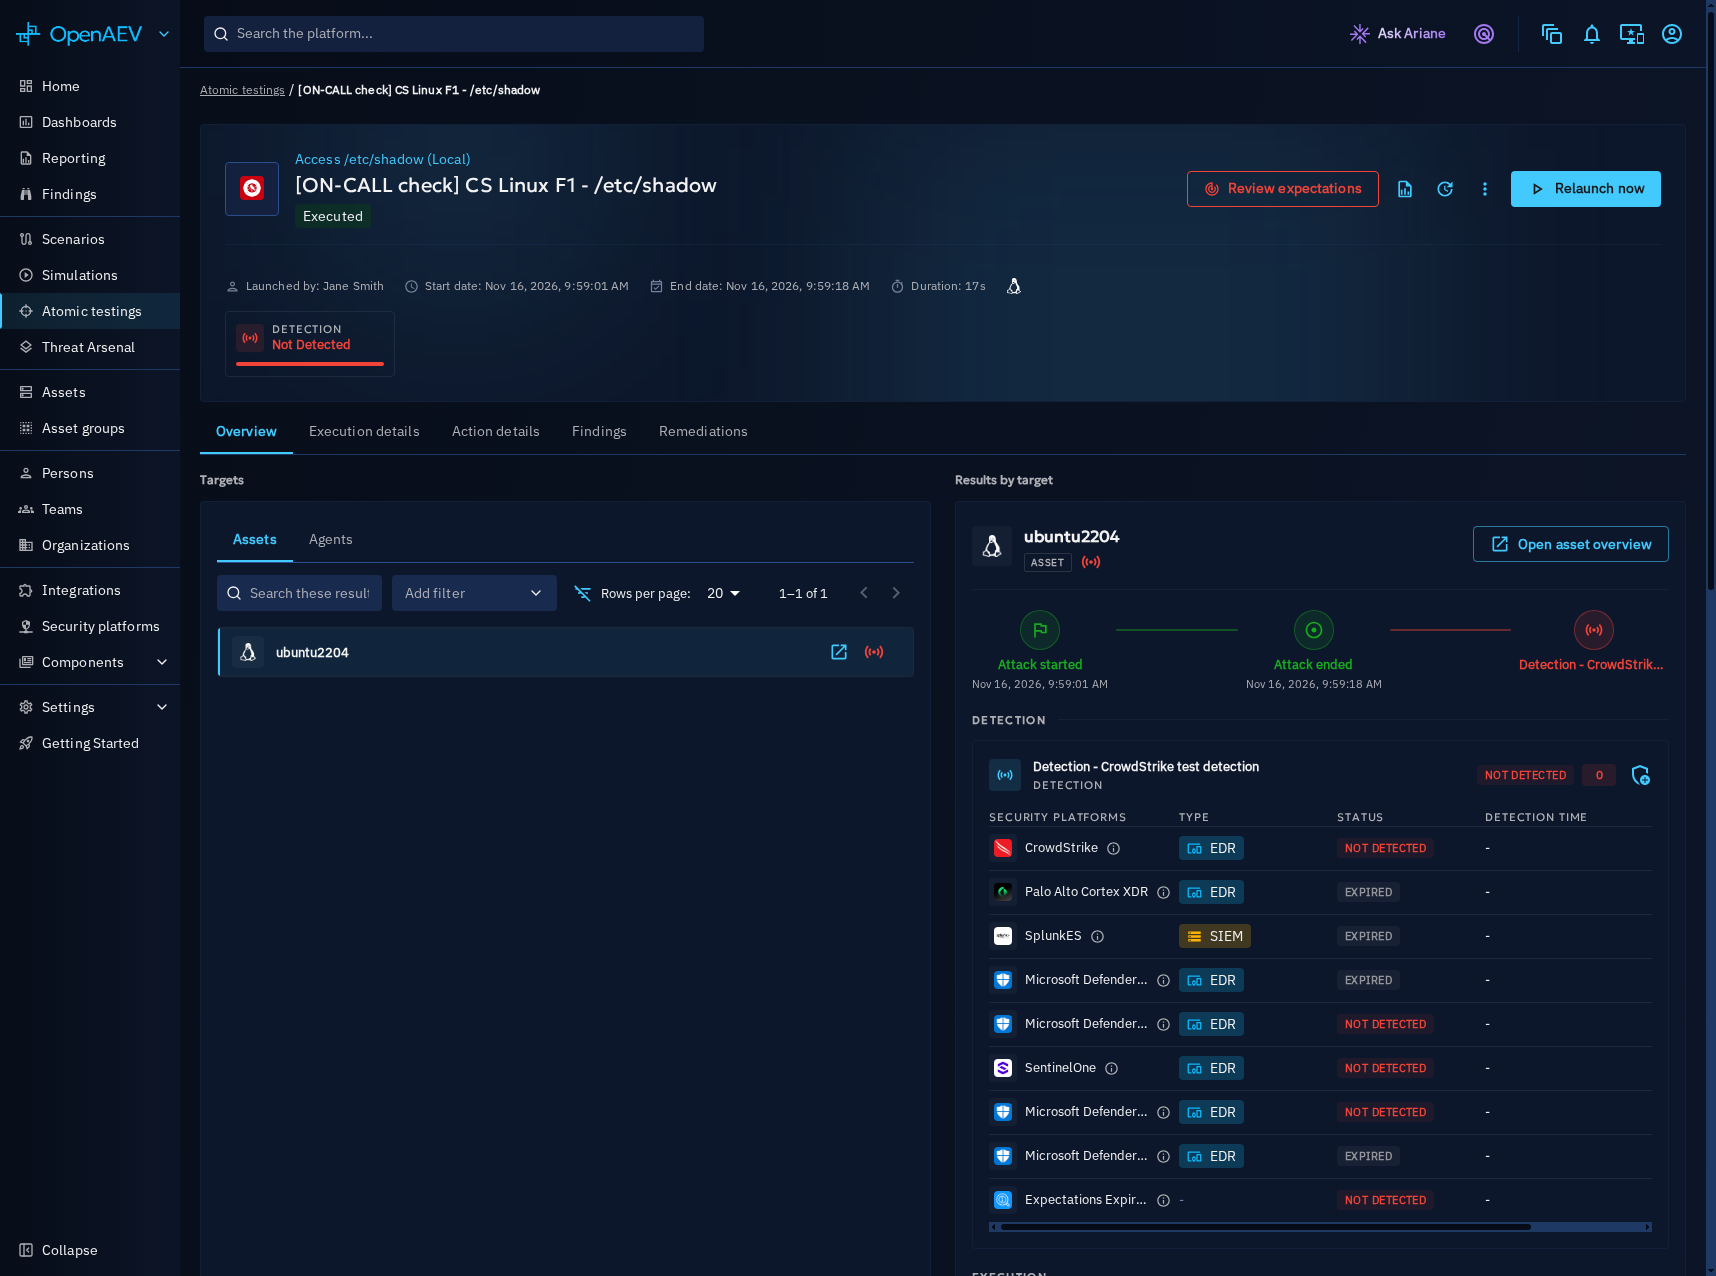 OpenAEV
Search the platform...
Ask Ariane
Home
Dashboards
Reporting
Findings
Scenarios
Simulations
Atomic testings
Threat Arsenal
Assets
Asset groups
Persons
Teams
Organizations
Integrations
Security platforms
Components
Settings
Getting Started
Collapse
Atomic testings / [ON-CALL check] CS Linux F1 - /etc/shadow
Access /etc/shadow (Local)
[ON-CALL check] CS Linux F1 - /etc/shadow
Executed
Review expectations
Relaunch now
Launched by: Jane Smith Start date: Nov 16, 2026, 9:59:01 AM End date: Nov 16, 2026, 9:59:18 AM Duration: 17s
DETECTION
Not Detected
Overview Execution details Action details Findings Remediations
Targets
Assets Agents
Search these result
Add filter
Rows per page: 20 1–1 of 1
ubuntu2204
Results by target
ubuntu2204
ASSET
Open asset overview
Attack started
Nov 16, 2026, 9:59:01 AM
Attack ended
Nov 16, 2026, 9:59:18 AM
Detection - CrowdStrik...
DETECTION
Detection - CrowdStrike test detection
DETECTION
NOT DETECTED 0
SECURITY PLATFORMS TYPE STATUS DETECTION TIME
CrowdStrike EDR NOT DETECTED -
Palo Alto Cortex XDR EDR EXPIRED -
SplunkES SIEM EXPIRED -
Microsoft Defender... EDR EXPIRED -
Microsoft Defender... EDR NOT DETECTED -
SentinelOne EDR NOT DETECTED -
Microsoft Defender... EDR NOT DETECTED -
Microsoft Defender... EDR EXPIRED -
Expectations Expir... - NOT DETECTED -
EXECUTION